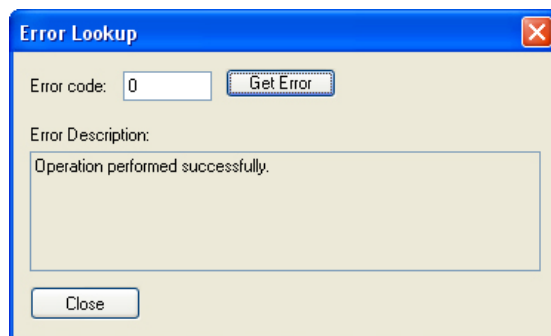 Error Lookup
Error code: 0 Get Error
Error Description:
Operation performed successfully.
Close